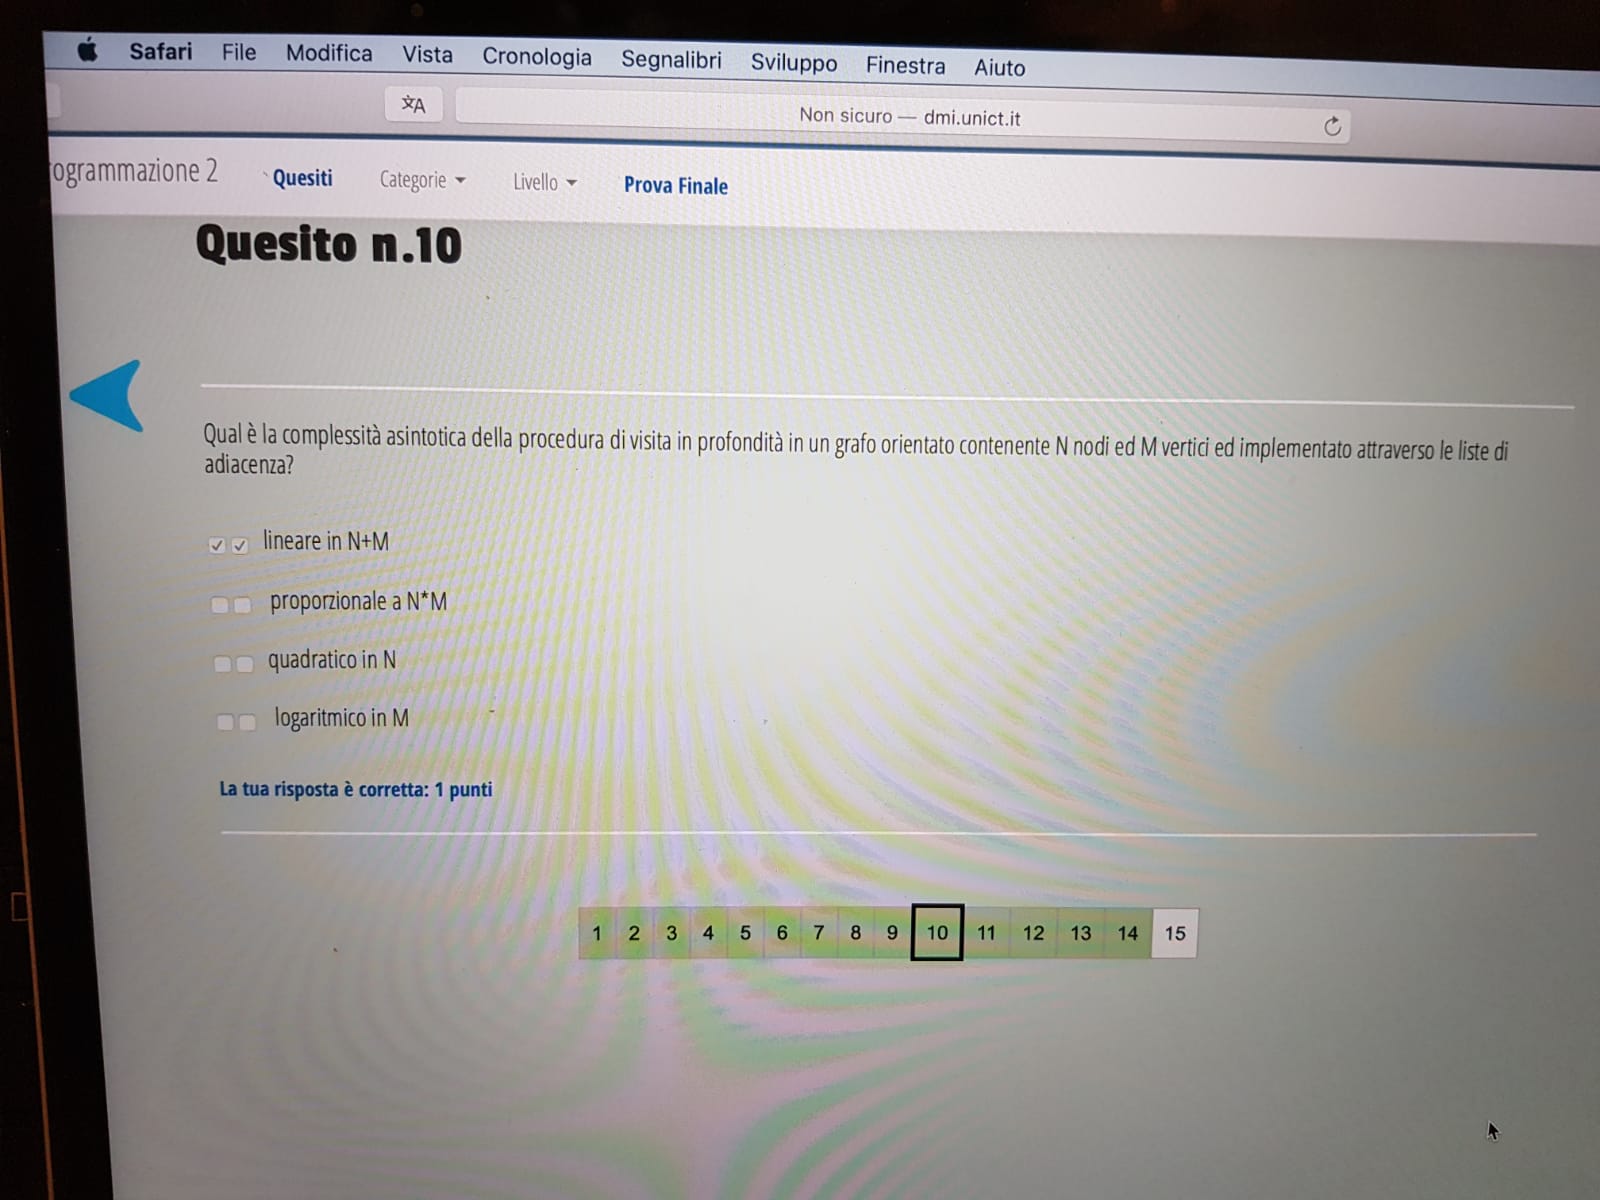 Safari File Modifica Vista Cronologia Segnalibri Sviluppo Finestra Aiuto
Non sicuro — dmi.unict.it
ogrammazione 2 Quesiti Categorie Livello Prova Finale
Quesito n.10
Qual è la complessità asintotica della procedura di visita in profondità in un grafo orientato contenente N nodi ed M vertici ed implementato attraverso le liste di
adiacenza?
lineare in N+M
proporzionale a N*M
quadratico in N
logaritmico in M
La tua risposta è corretta: 1 punti
1 2 3 4 5 6 7 8 9 10 11 12 13 14 15